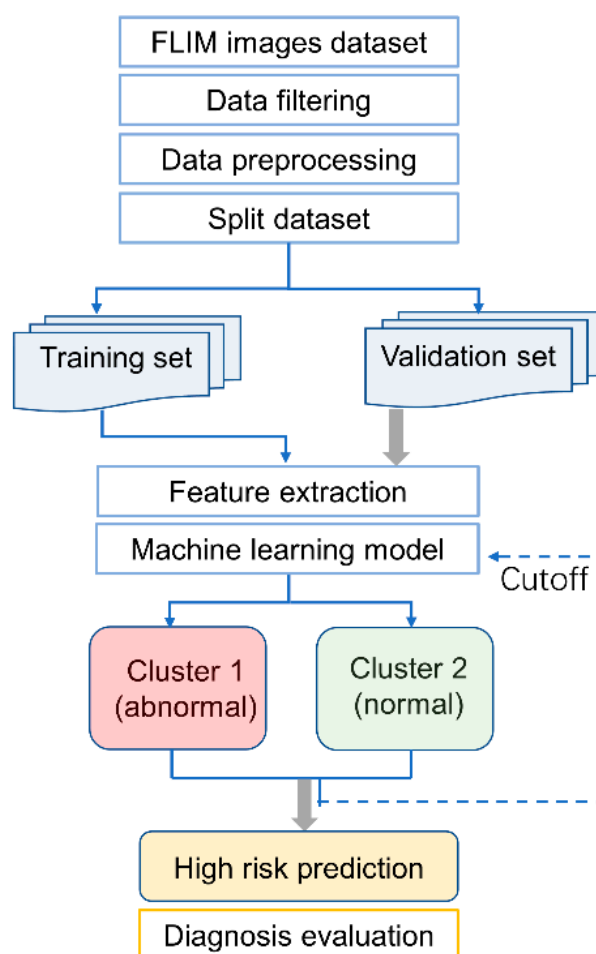 FLIM images dataset
Data filtering
Data preprocessing
Split dataset
Training set
Validation set
Feature extraction
Machine learning model
Cutoff
Cluster 1
(abnormal)
Cluster 2
(normal)
High risk prediction
Diagnosis evaluation